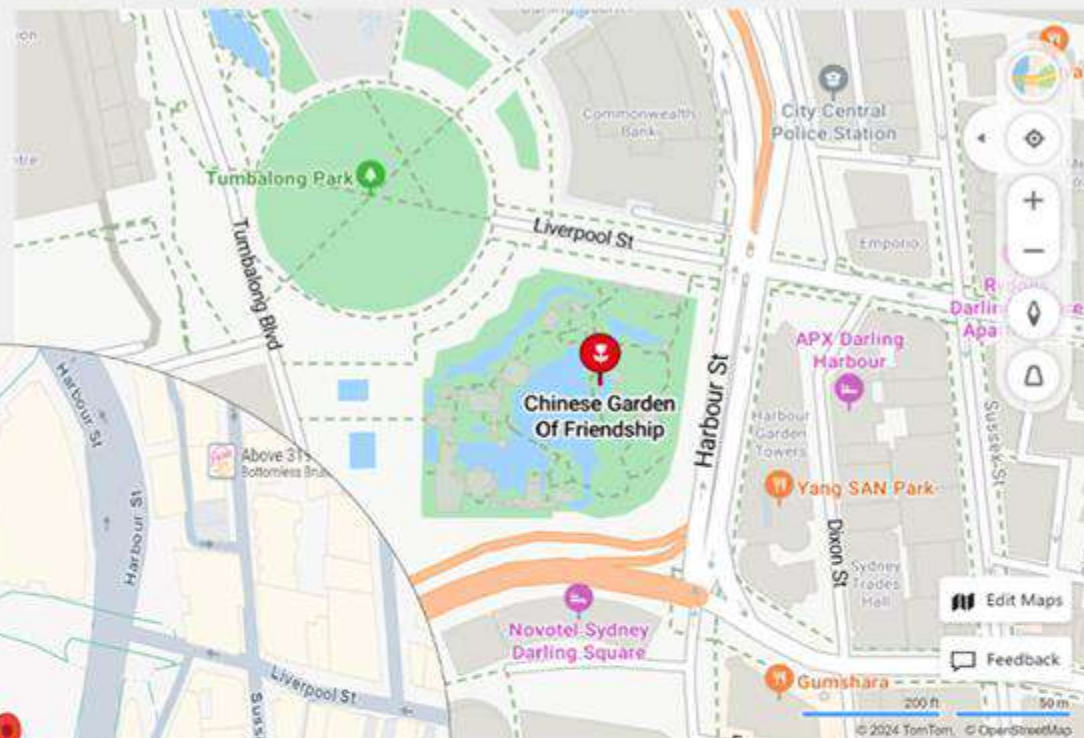 Commonwealth
Bank
City Central
Police Station
Tumbalong Park
Liverpool St
Tumbalong Blvd
Emporio
APX Darling
Harbour
Chinese Garden
Of Friendship
Harbour St
Harbour
Garden
Towers
Sussex St
Yang SAN Park
Dixon St
Sydney
Trades
Hall
Novotel Sydney
Darling Square
Gumshara
Edit Maps
Feedback
200 ft
50 m
© 2024 TomTom, © OpenStreetMap
Harbour St
Harbour St
Above 319
Bottomless
Liverpool St